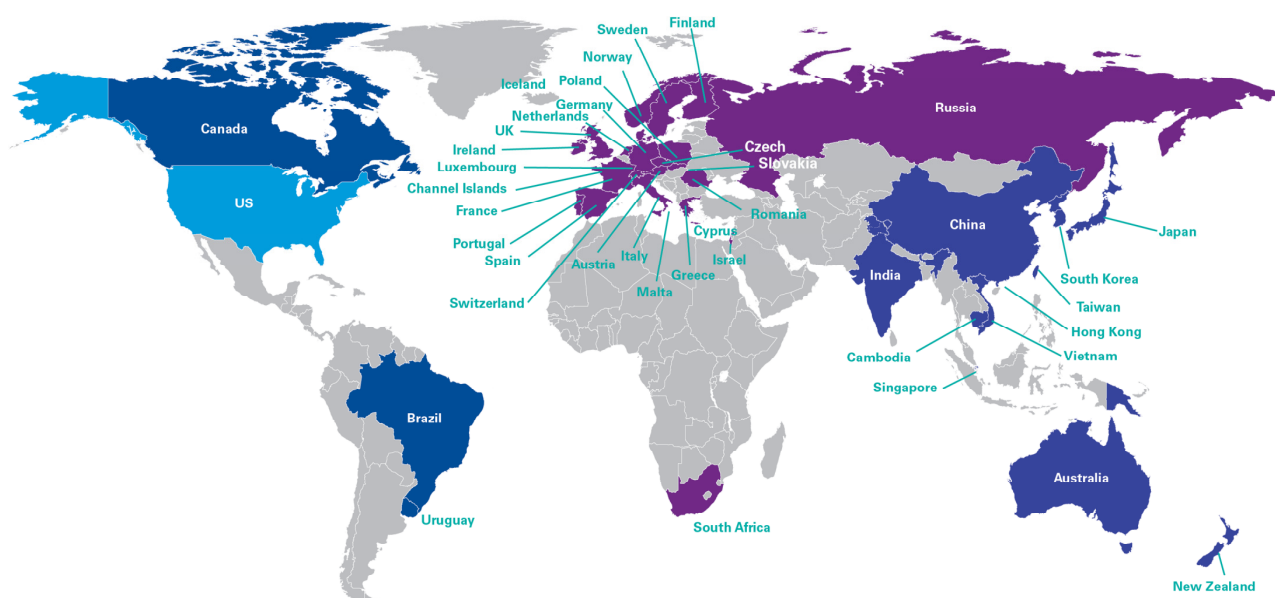 Finland
Sweden
Norway
Iceland
Poland
Germany
Netherlands
UK
Ireland
Luxembourg
Channel Islands
France
Portugal
Spain
Austria
Switzerland
Italy
Malta
Greece
Cyprus
Israel
Romania
Czech
Slovakia
Russia
Canada
US
Brazil
Uruguay
South Africa
China
India
Japan
South Korea
Taiwan
Hong Kong
Vietnam
Cambodia
Singapore
Australia
New Zealand